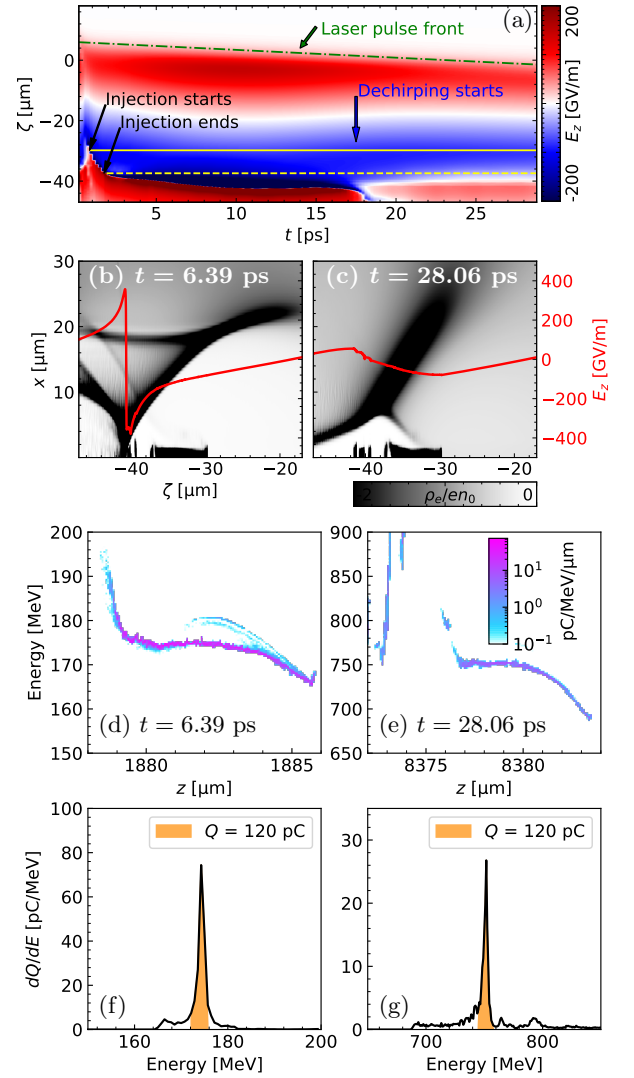 (a)
200
0
-200
E_z [GV/m]
Laser pulse front
Dechirping starts
Injection starts
Injection ends
0
−20
−40
ζ [μm]
5 10 15 20 25
t [ps]
(b) t = 6.39 ps
(c) t = 28.06 ps
30
20
10
x [μm]
400
200
0
−200
−400
E_z [GV/m]
−40 −30 −20
−40 −30 −20
ζ [μm]
-2 ρ_e/en_0 0
200
190
180
170
160
150
Energy [MeV]
(d) t = 6.39 ps
1880 1885
z [μm]
900
850
800
750
700
650
10^1
10^0
10^−1
pC/MeV/μm
(e) t = 28.06 ps
8375 8380
z [μm]
100
80
60
40
20
0
dQ/dE [pC/MeV]
Q = 120 pC
(f)
160 180 200
Energy [MeV]
30
20
10
0
Q = 120 pC
(g)
700 800
Energy [MeV]